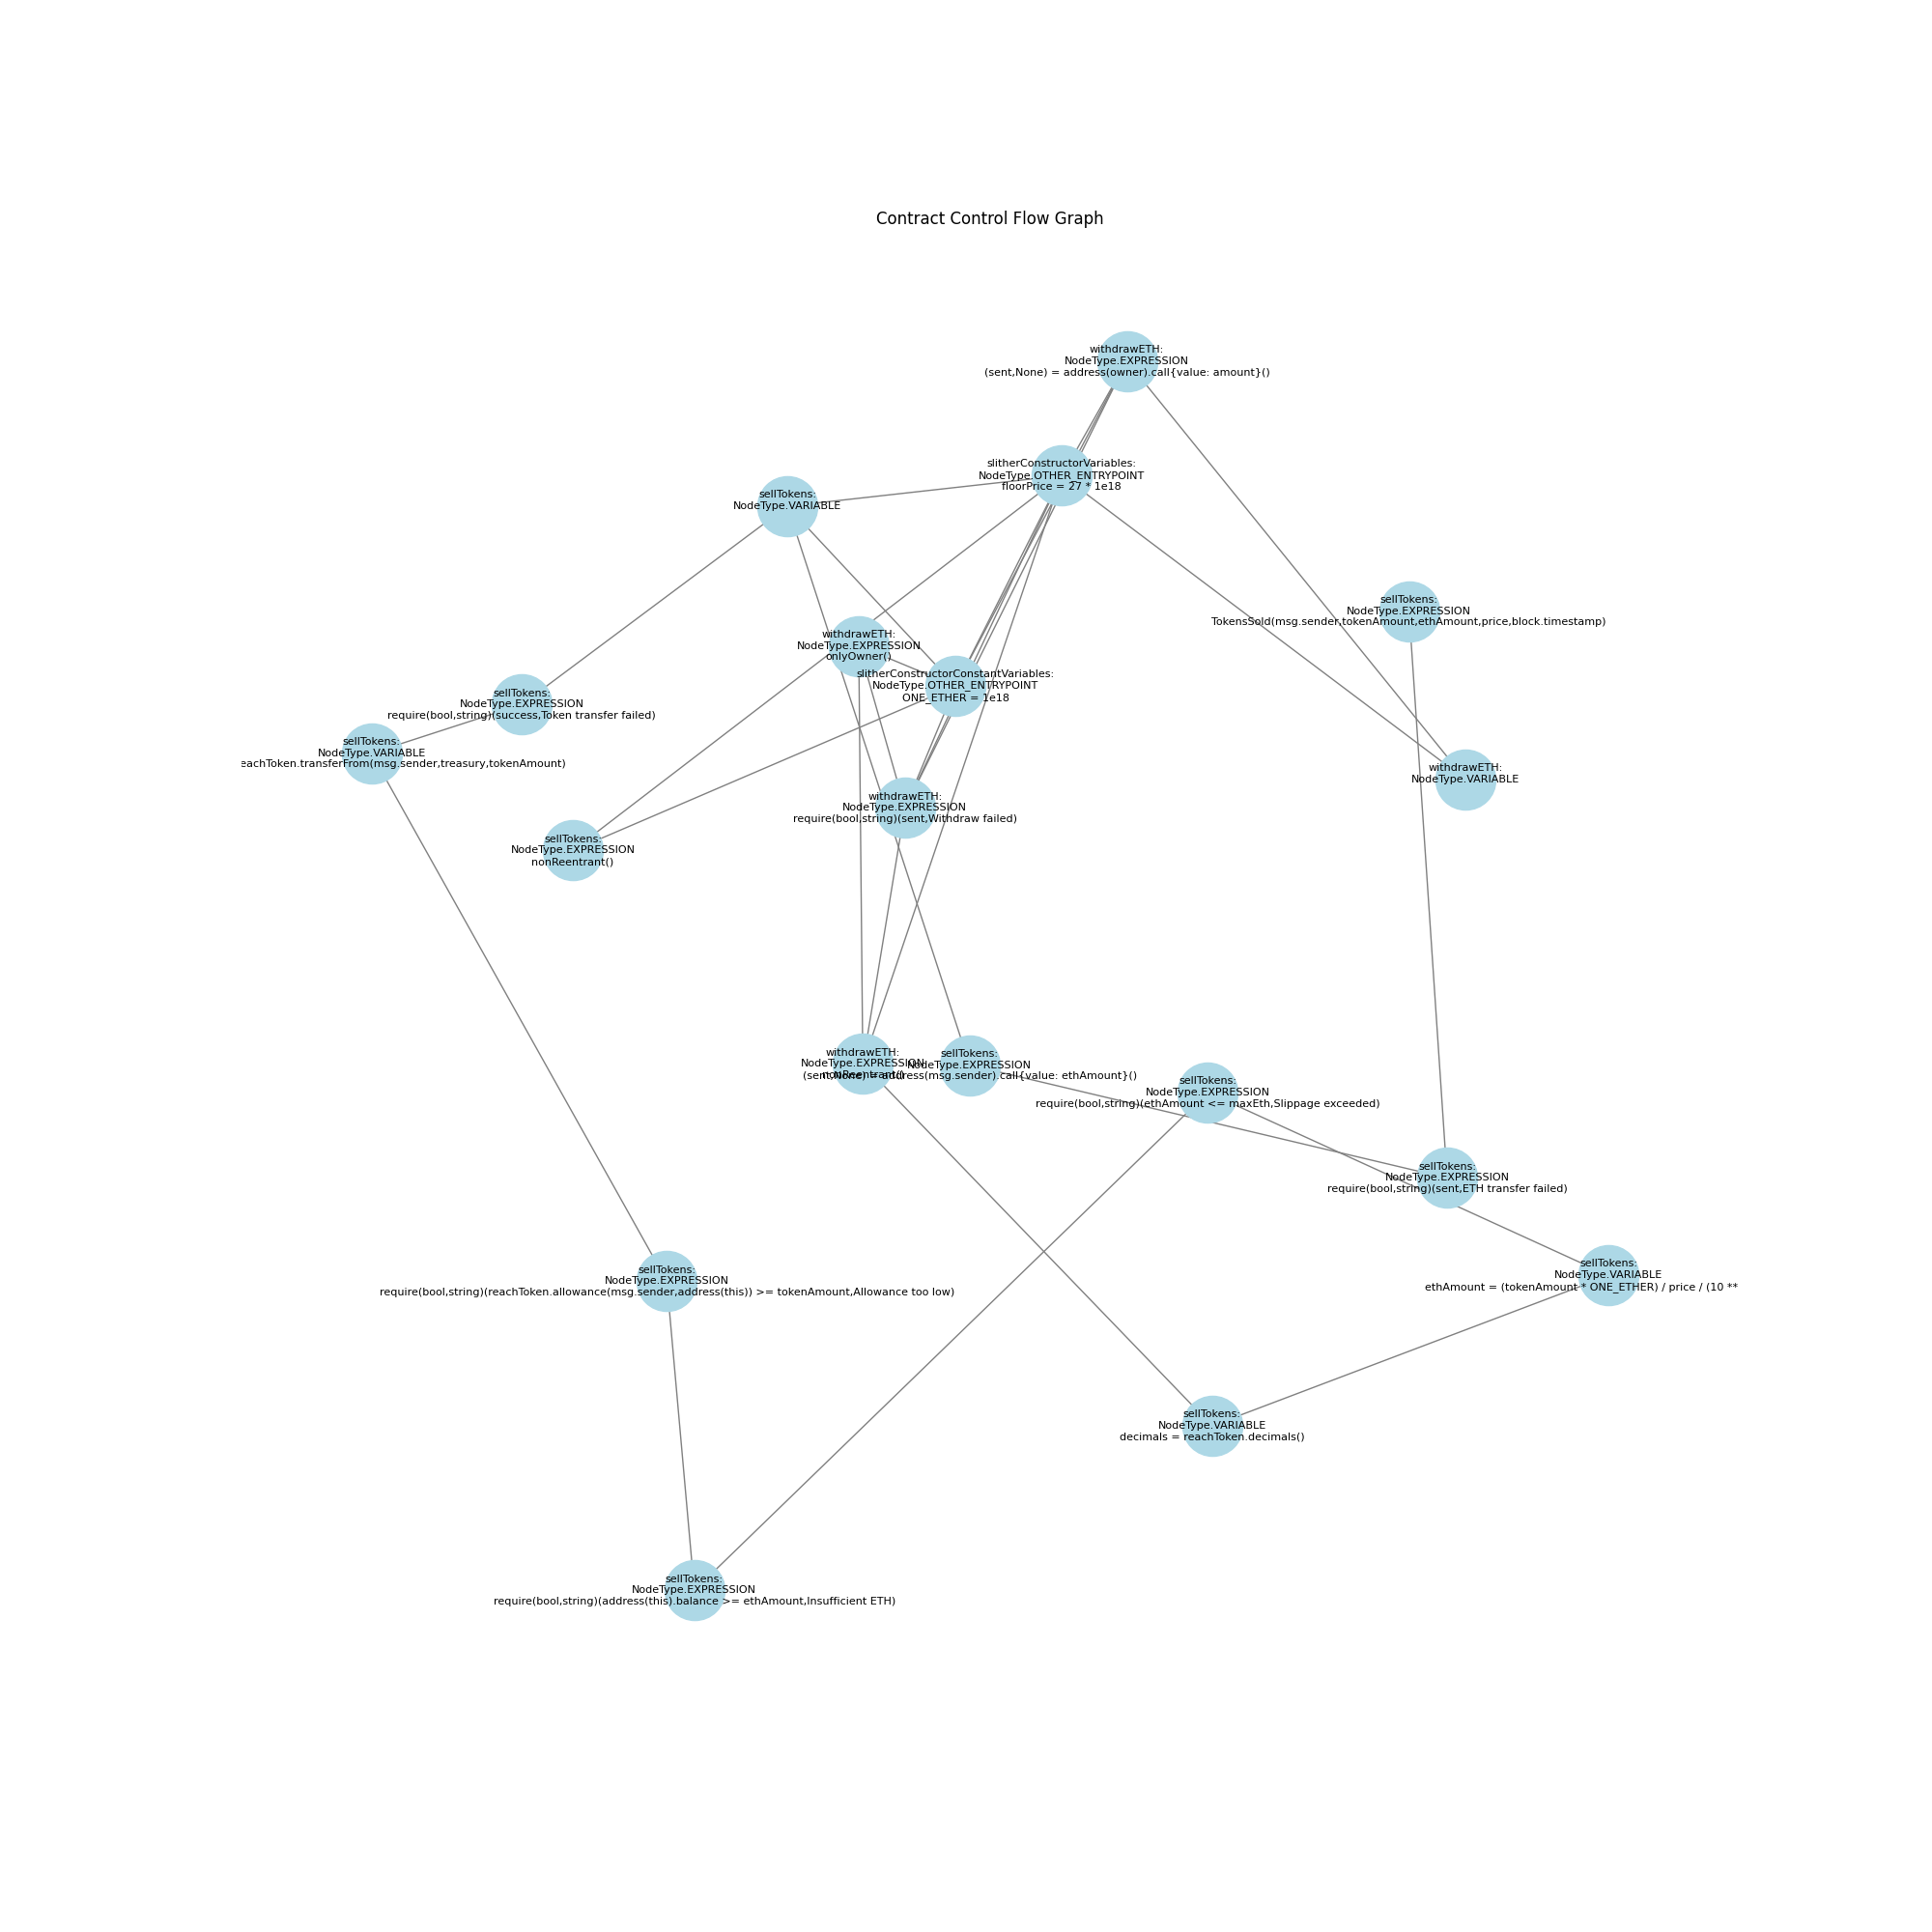 Contract Control Flow Graph
withdrawETH:
NodeType.EXPRESSION
(sent,None) = address(owner).call{value: amount}()
slitherConstructorVariables:
NodeType.OTHER_ENTRYPOINT
floorPrice = 27 * 1e18
sellTokens:
NodeType.VARIABLE
sellTokens:
NodeType.EXPRESSION
TokensSold(msg.sender,tokenAmount,ethAmount,price,block.timestamp)
withdrawETH:
NodeType.EXPRESSION
onlyOwner()
slitherConstructorConstantVariables:
NodeType.OTHER_ENTRYPOINT
ONE_ETHER = 1e18
sellTokens:
NodeType.EXPRESSION
require(bool,string)(success,Token transfer failed)
sellTokens:
NodeType.VARIABLE
eachToken.transferFrom(msg.sender,treasury,tokenAmount)
withdrawETH:
NodeType.VARIABLE
withdrawETH:
NodeType.EXPRESSION
require(bool,string)(sent,Withdraw failed)
sellTokens:
NodeType.EXPRESSION
nonReentrant()
withdrawETH:
NodeType.EXPRESSION
nonReentrant()
sellTokens:
NodeType.EXPRESSION
(sent,None) = address(msg.sender).call{value: ethAmount}()
sellTokens:
NodeType.EXPRESSION
require(bool,string)(ethAmount <= maxEth,Slippage exceeded)
sellTokens:
NodeType.EXPRESSION
require(bool,string)(sent,ETH transfer failed)
sellTokens:
NodeType.VARIABLE
ethAmount = (tokenAmount * ONE_ETHER) / price / (10 **
sellTokens:
NodeType.EXPRESSION
require(bool,string)(reachToken.allowance(msg.sender,address(this)) >= tokenAmount,Allowance too low)
sellTokens:
NodeType.VARIABLE
decimals = reachToken.decimals()
sellTokens:
NodeType.EXPRESSION
require(bool,string)(address(this).balance >= ethAmount,Insufficient ETH)